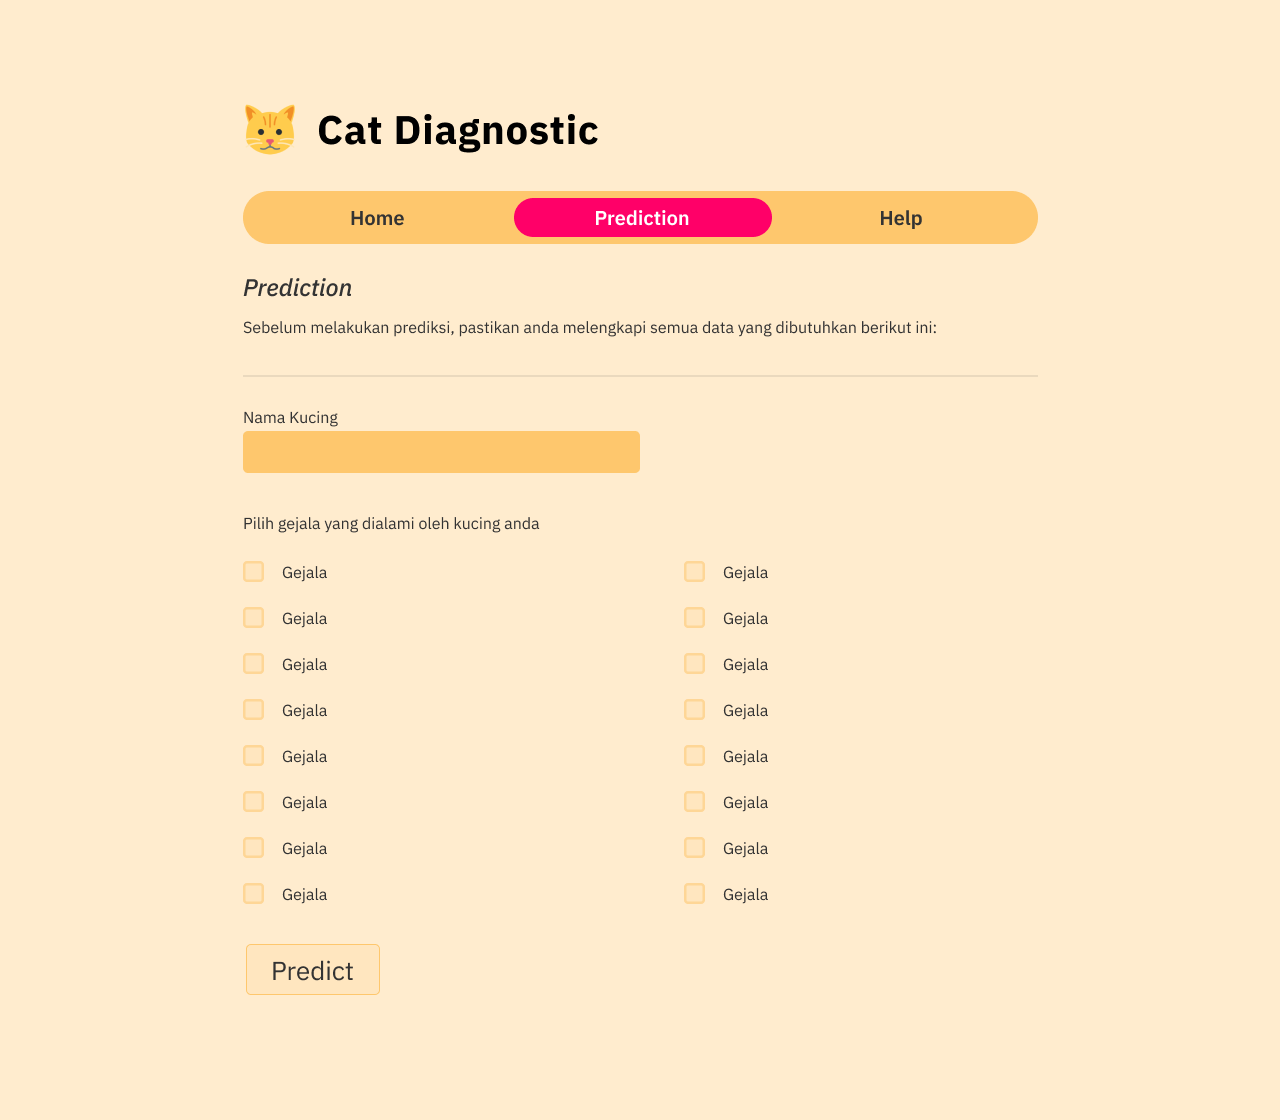 Cat Diagnostic
Home Prediction Help
Prediction
Sebelum melakukan prediksi, pastikan anda melengkapi semua data yang dibutuhkan berikut ini:
Nama Kucing
Pilih gejala yang dialami oleh kucing anda
Gejala Gejala
Gejala Gejala
Gejala Gejala
Gejala Gejala
Gejala Gejala
Gejala Gejala
Gejala Gejala
Gejala Gejala
Predict